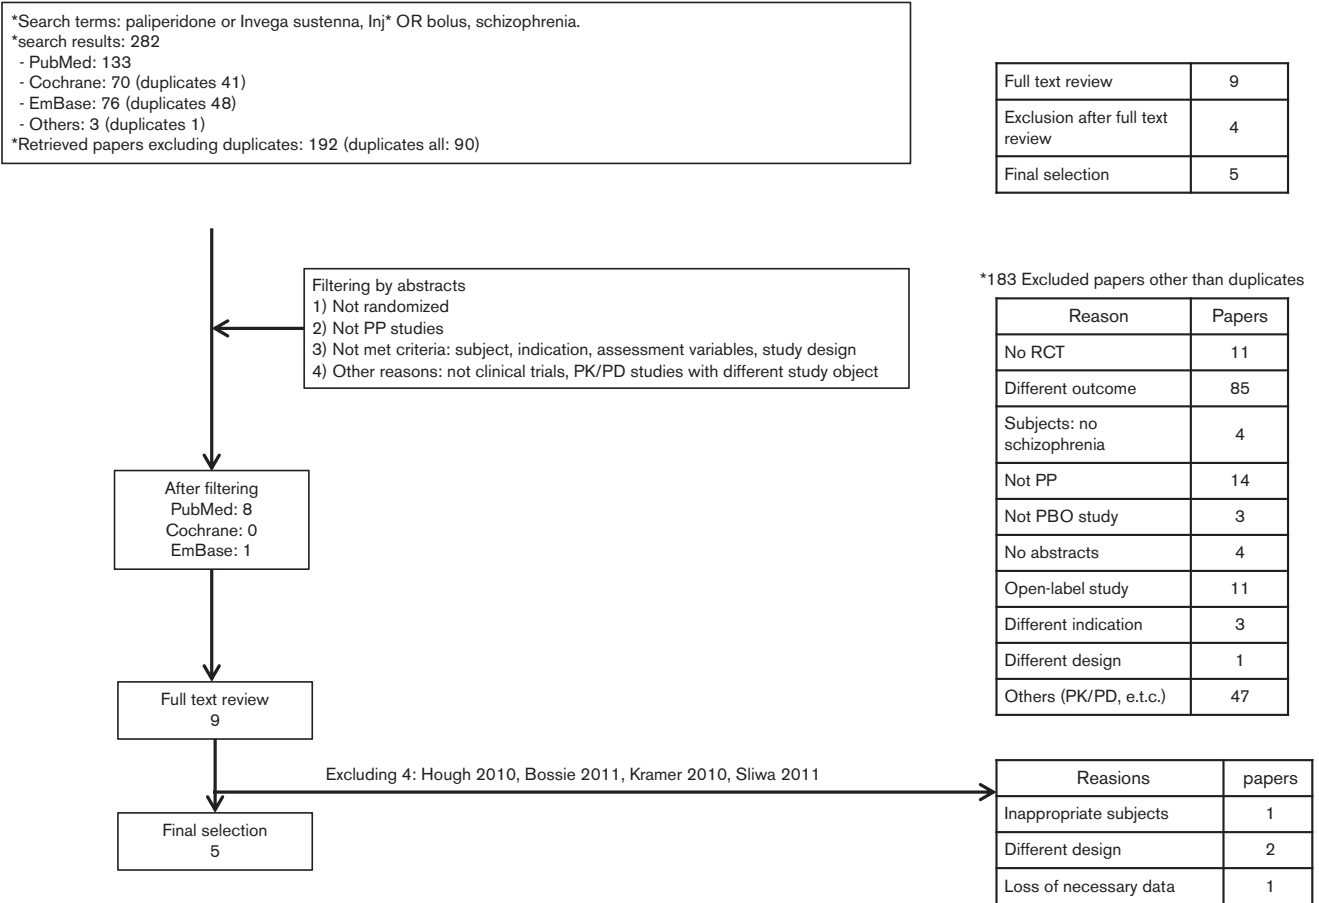 *Search terms: paliperidone or Invega sustenna, Inj* OR bolus, schizophrenia.
*search results: 282
- PubMed: 133
- Cochrane: 70 (duplicates 41)
- EmBase: 76 (duplicates 48)
- Others: 3 (duplicates 1)
*Retrieved papers excluding duplicates: 192 (duplicates all: 90)
Full text review 9
Exclusion after full text
review 4
Final selection 5
Filtering by abstracts
1) Not randomized
2) Not PP studies
3) Not met criteria: subject, indication, assessment variables, study design
4) Other reasons: not clinical trials, PK/PD studies with different study object
*183 Excluded papers other than duplicates
Reason Papers
No RCT 11
Different outcome 85
Subjects: no
schizophrenia 4
Not PP 14
Not PBO study 3
No abstracts 4
Open-label study 11
Different indication 3
Different design 1
Others (PK/PD, e.t.c.) 47
After filtering
PubMed: 8
Cochrane: 0
EmBase: 1
Full text review
9
Excluding 4: Hough 2010, Bossie 2011, Kramer 2010, Sliwa 2011
Final selection
5
Reasions papers
Inappropriate subjects 1
Different design 2
Loss of necessary data 1